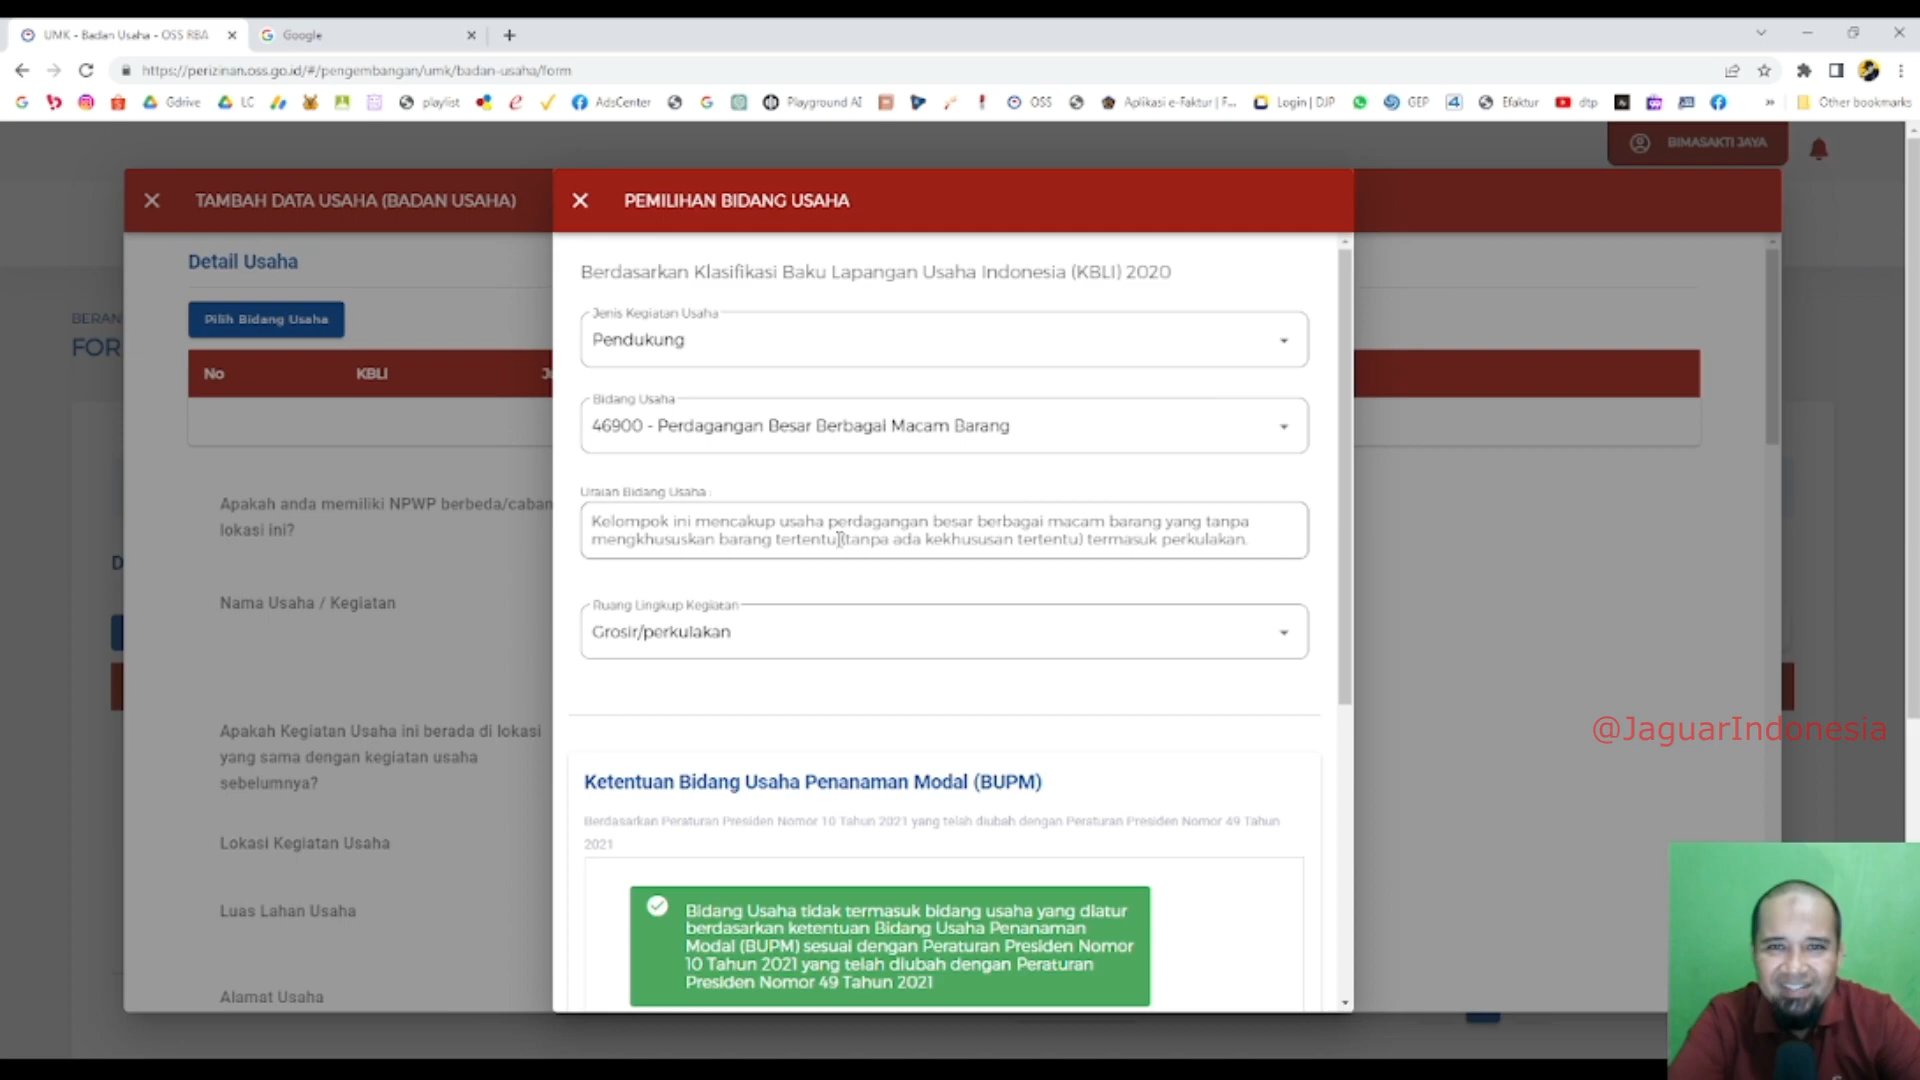 UMK - Badan Usaha - OSS RBA
Google
https://perizinan.oss.go.id/#/pengembangan/umk/badan-usaha/form
Gdrive
LC
playlist
AdsCenter
Playground AI
OSS
Aplikasi e-Faktur | F...
Login | DJP
GEP
Efaktur
dtp
Other bookmarks
BIMASAKTI JAYA
TAMBAH DATA USAHA (BADAN USAHA)
PEMILIHAN BIDANG USAHA
Detail Usaha
BERAN
Pilih Bidang Usaha
FOR
No
KBLI
Apakah anda memiliki NPWP berbeda/caban
lokasi ini?
D
Nama Usaha / Kegiatan
Apakah Kegiatan Usaha ini berada di lokasi
yang sama dengan kegiatan usaha
sebelumnya?
Lokasi Kegiatan Usaha
Luas Lahan Usaha
Alamat Usaha
Berdasarkan Klasifikasi Baku Lapangan Usaha Indonesia (KBLI) 2020
Jenis Kegiatan Usaha
Pendukung
Bidang Usaha
46900 - Perdagangan Besar Berbagai Macam Barang
Uraian Bidang Usaha :
Kelompok ini mencakup usaha perdagangan besar berbagai macam barang yang tanpa
mengkhususkan barang tertentu (tanpa ada kekhususan tertentu) termasuk perkulakan.
Ruang Lingkup Kegiatan
Grosir/perkulakan
Ketentuan Bidang Usaha Penanaman Modal (BUPM)
Berdasarkan Peraturan Presiden Nomor 10 Tahun 2021 yang telah diubah dengan Peraturan Presiden Nomor 49 Tahun
2021
Bidang Usaha tidak termasuk bidang usaha yang diatur
berdasarkan ketentuan Bidang Usaha Penanaman
Modal (BUPM) sesuai dengan Peraturan Presiden Nomor
10 Tahun 2021 yang telah diubah dengan Peraturan
Presiden Nomor 49 Tahun 2021
@JaguarIndonesia